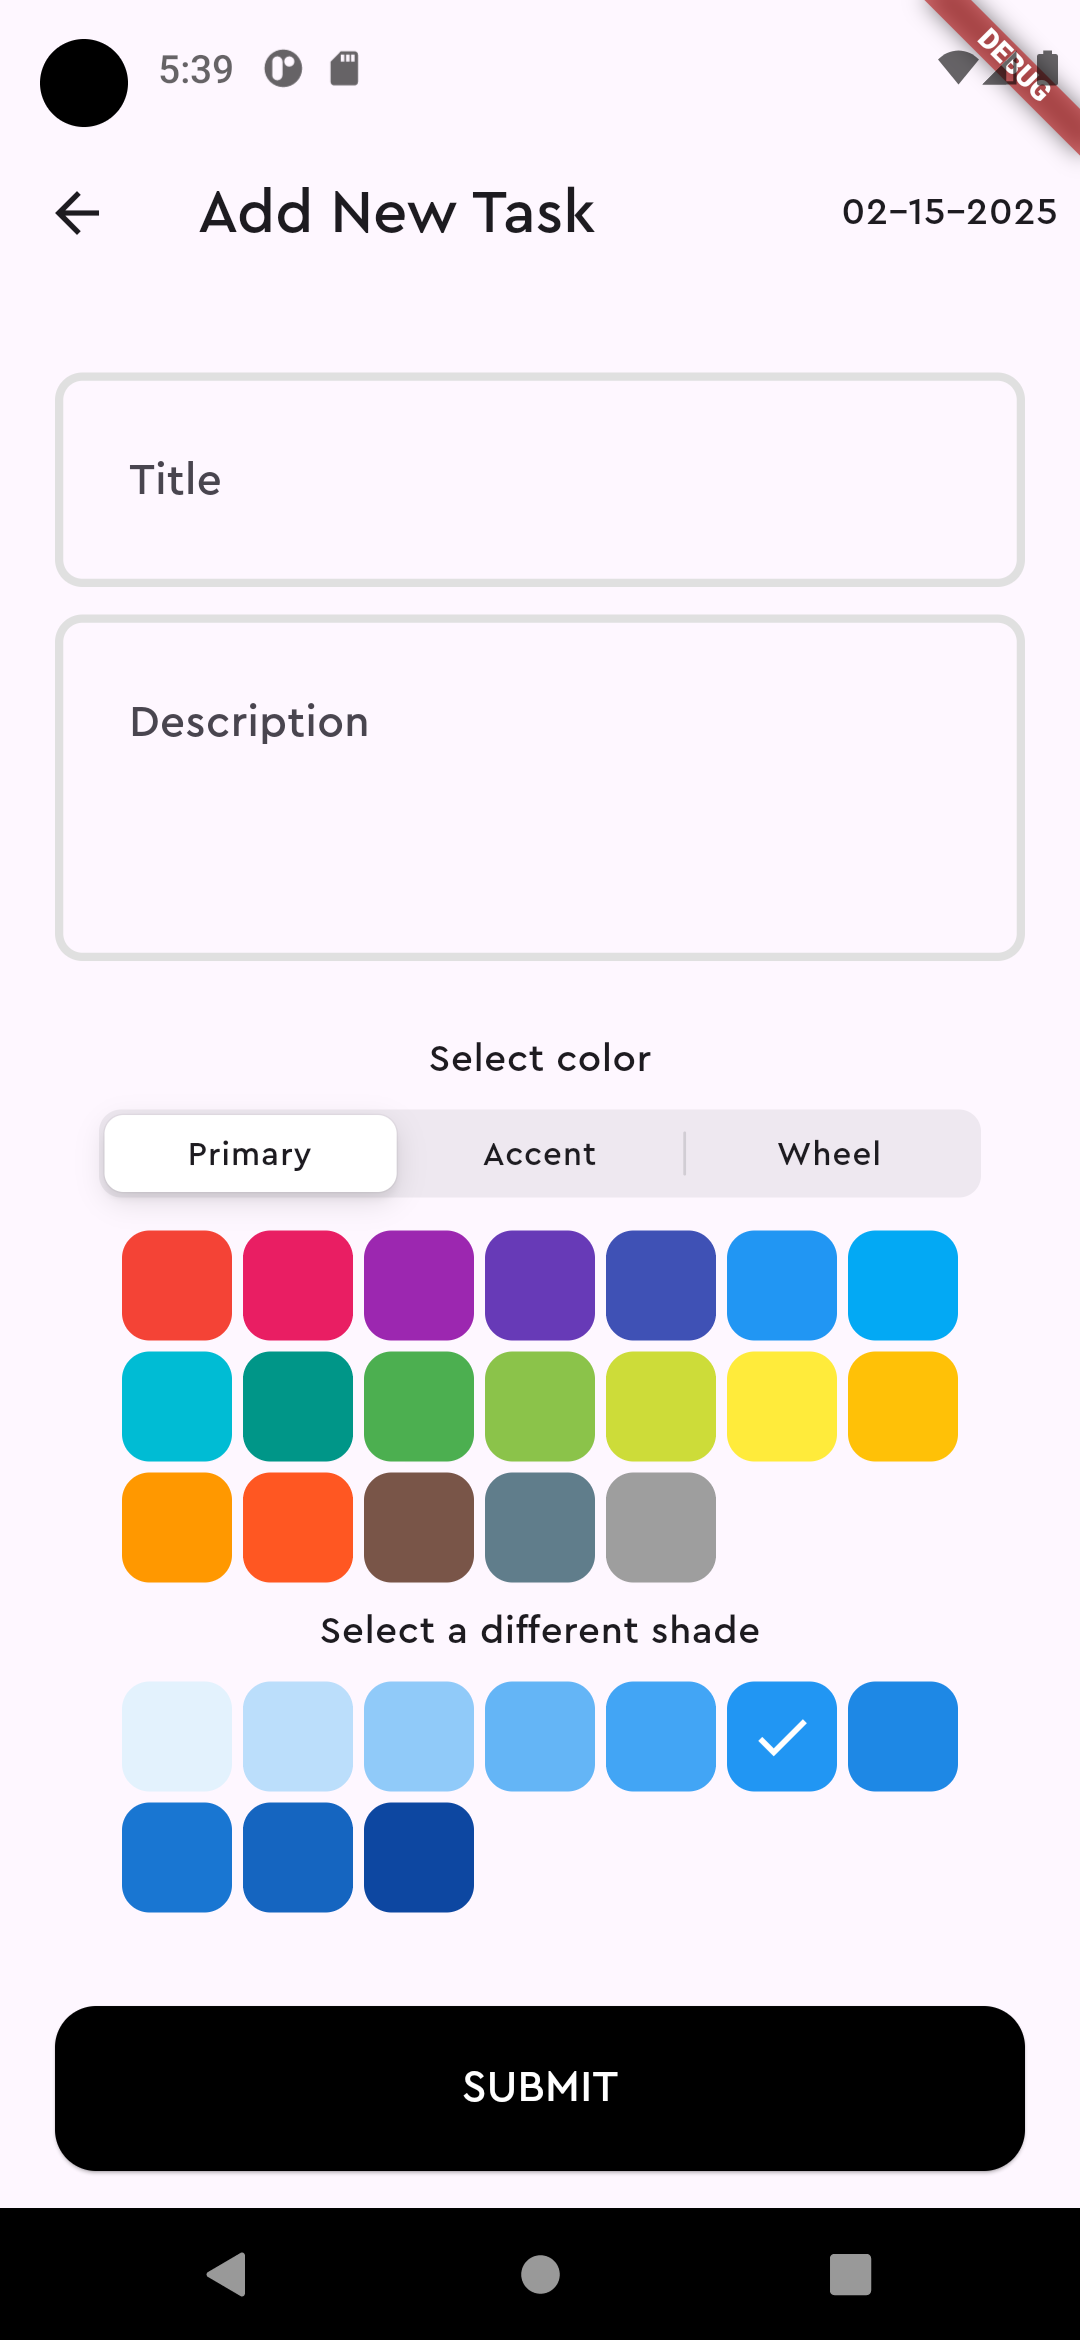 5:39
DEBUG
Add New Task
02-15-2025
Title
Description
Select color
Primary Accent Wheel
Select a different shade
SUBMIT